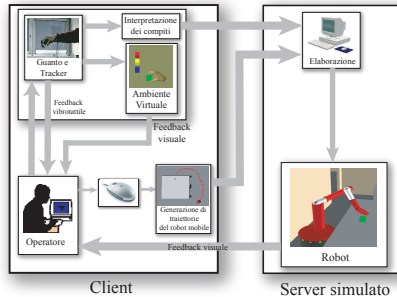 Interpretazione
dei compiti
Guanto e
Tracker
Elaborazione
Feedback
vibrotattile
Ambiente
Virtuale
Feedback
visuale
Operatore
Generazione di
traiettorie
del robot mobile
Robot
Feedback visuale
Client
Server simulato